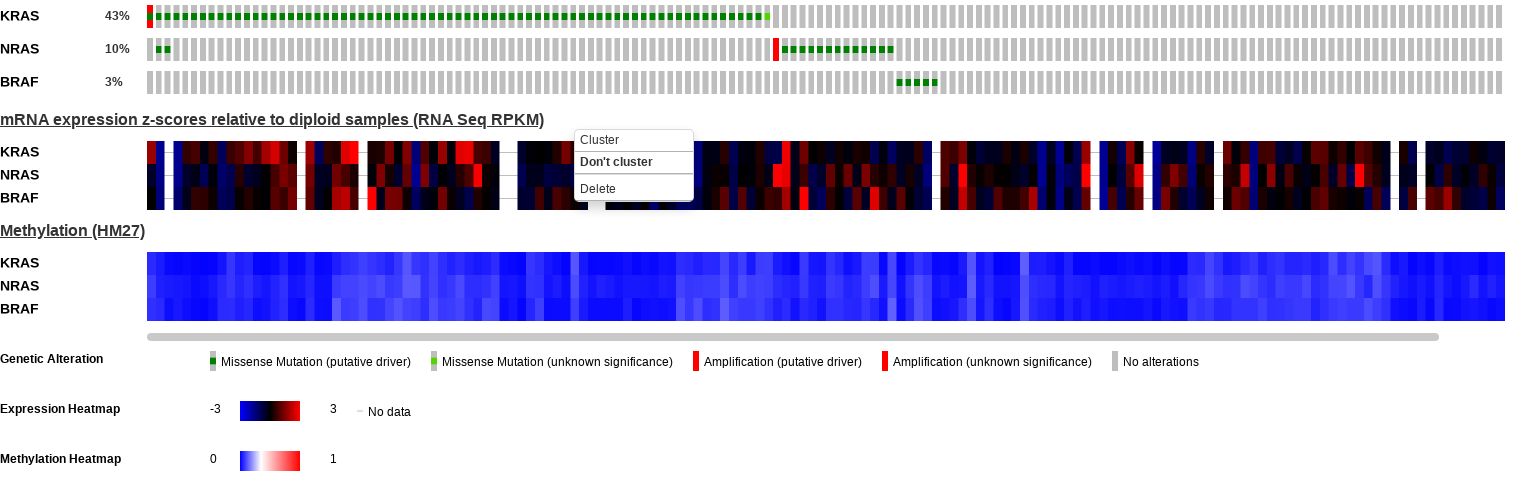 KRAS 43%
NRAS 10%
BRAF 3%
mRNA expression z-scores relative to diploid samples (RNA Seq RPKM)
Cluster
KRAS
Don't cluster
NRAS
Delete
BRAF
Methylation (HM27)
KRAS
NRAS
BRAF
Genetic Alteration Missense Mutation (putative driver) Missense Mutation (unknown significance) Amplification (putative driver) Amplification (unknown significance) No alterations
Expression Heatmap -3 3 No data
Methylation Heatmap 0 1